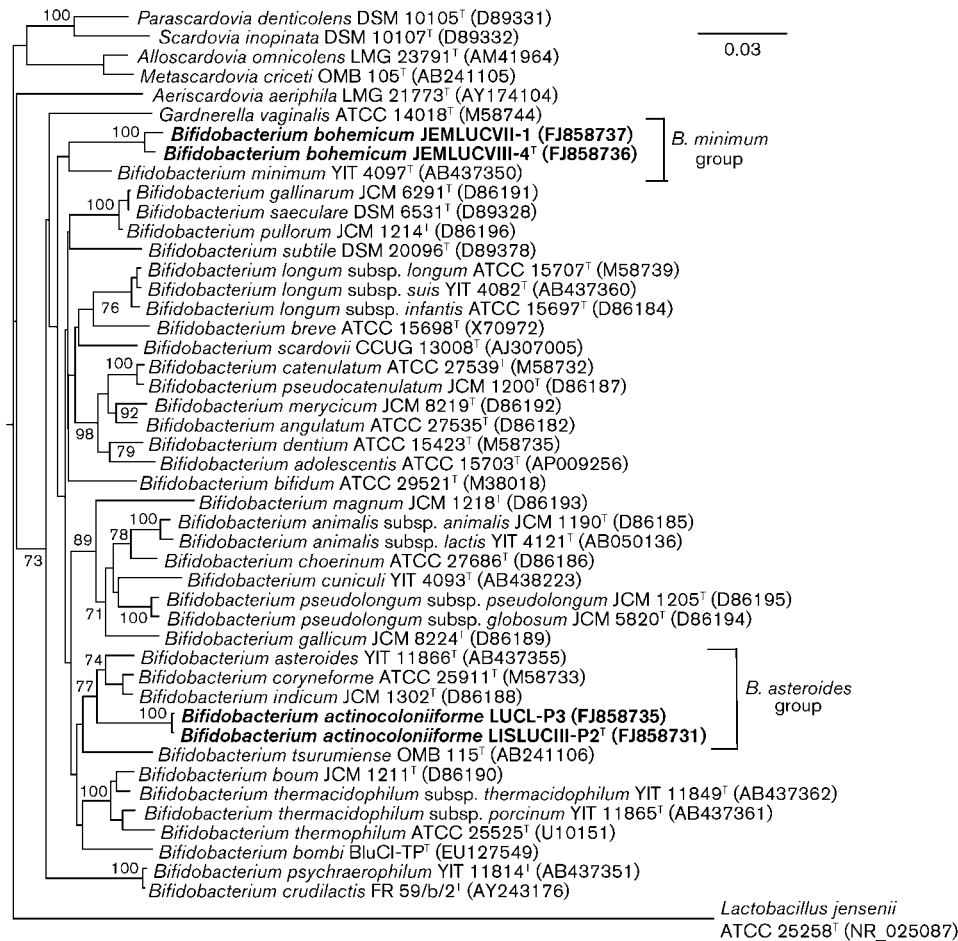 100 Parascardovia denticolens DSM 10105ᵀ (D89331)
Scardovia inopinata DSM 10107ᵀ (D89332)
0.03
Alloscardovia omnicolens LMG 23791ᵀ (AM41964)
Metascardovia criceti OMB 105ᵀ (AB241105)
Aeriscardovia aeriphila LMG 21773ᵀ (AY174104)
Gardnerella vaginalis ATCC 14018ᵀ (M58744)
100 Bifidobacterium bohemicum JEMLUCVII-1 (FJ858737)
Bifidobacterium bohemicum JEMLUCVIII-4ᵀ (FJ858736)
B. minimum
group
Bifidobacterium minimum YIT 4097ᵀ (AB437350)
Bifidobacterium gallinarum JCM 6291ᵀ (D86191)
100 Bifidobacterium saeculare DSM 6531ᵀ (D89328)
Bifidobacterium pullorum JCM 1214ᵀ (D86196)
Bifidobacterium subtile DSM 20096ᵀ (D89378)
Bifidobacterium longum subsp. longum ATCC 15707ᵀ (M58739)
Bifidobacterium longum subsp. suis YIT 4082ᵀ (AB437360)
76 Bifidobacterium longum subsp. infantis ATCC 15697ᵀ (D86184)
Bifidobacterium breve ATCC 15698ᵀ (X70972)
Bifidobacterium scardovii CCUG 13008ᵀ (AJ307005)
100 Bifidobacterium catenulatum ATCC 27539ᵀ (M58732)
Bifidobacterium pseudocatenulatum JCM 1200ᵀ (D86187)
92 Bifidobacterium merycicum JCM 8219ᵀ (D86192)
Bifidobacterium angulatum ATCC 27535ᵀ (D86182)
98
79 Bifidobacterium dentium ATCC 15423ᵀ (M58735)
Bifidobacterium adolescentis ATCC 15703ᵀ (AP009256)
Bifidobacterium bifidum ATCC 29521ᵀ (M38018)
Bifidobacterium magnum JCM 1218ᵀ (D86193)
100 Bifidobacterium animalis subsp. animalis JCM 1190ᵀ (D86185)
89 78 Bifidobacterium animalis subsp. lactis YIT 4121ᵀ (AB050136)
73 Bifidobacterium choerinum ATCC 27686ᵀ (D86186)
Bifidobacterium cuniculi YIT 4093ᵀ (AB438223)
Bifidobacterium pseudolongum subsp. pseudolongum JCM 1205ᵀ (D86195)
71 100 Bifidobacterium pseudolongum subsp. globosum JCM 5820ᵀ (D86194)
Bifidobacterium gallicum JCM 8224ᵀ (D86189)
74 Bifidobacterium asteroides YIT 11866ᵀ (AB437355)
77 Bifidobacterium coryneforme ATCC 25911ᵀ (M58733)
Bifidobacterium indicum JCM 1302ᵀ (D86188)
B. asteroides
group
100 Bifidobacterium actinocoloniiforme LUCL-P3 (FJ858735)
Bifidobacterium actinocoloniiforme LISLUCIII-P2ᵀ (FJ858731)
Bifidobacterium tsurumiense OMB 115ᵀ (AB241106)
Bifidobacterium boum JCM 1211ᵀ (D86190)
100 Bifidobacterium thermacidophilum subsp. thermacidophilum YIT 11849ᵀ (AB437362)
Bifidobacterium thermacidophilum subsp. porcinum YIT 11865ᵀ (AB437361)
Bifidobacterium thermophilum ATCC 25525ᵀ (U10151)
Bifidobacterium bombi BluCI-TPᵀ (EU127549)
100 Bifidobacterium psychraerophilum YIT 11814ᵀ (AB437351)
Bifidobacterium crudilactis FR 59/b/2ᵀ (AY243176)
Lactobacillus jensenii
ATCC 25258ᵀ (NR_025087)